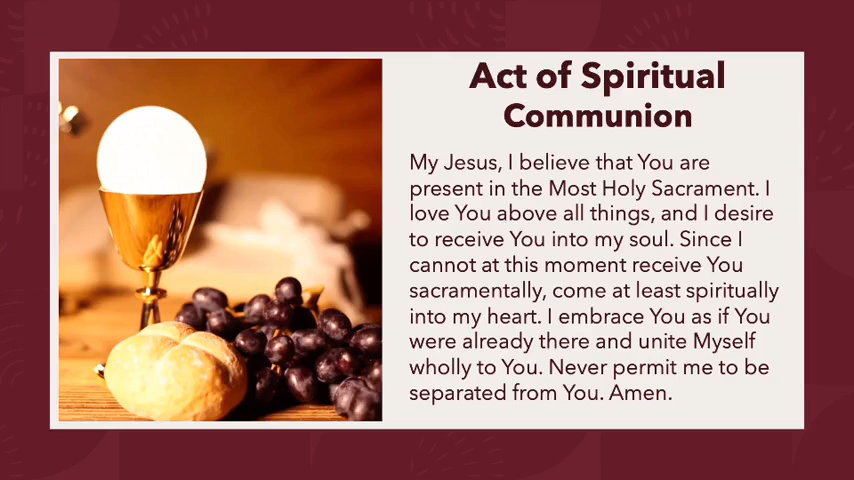 Act of Spiritual
Communion
My Jesus, I believe that You are
present in the Most Holy Sacrament. I
love You above all things, and I desire
to receive You into my soul. Since I
cannot at this moment receive You
sacramentally, come at least spiritually
into my heart. I embrace You as if You
were already there and unite Myself
wholly to You. Never permit me to be
separated from You. Amen.